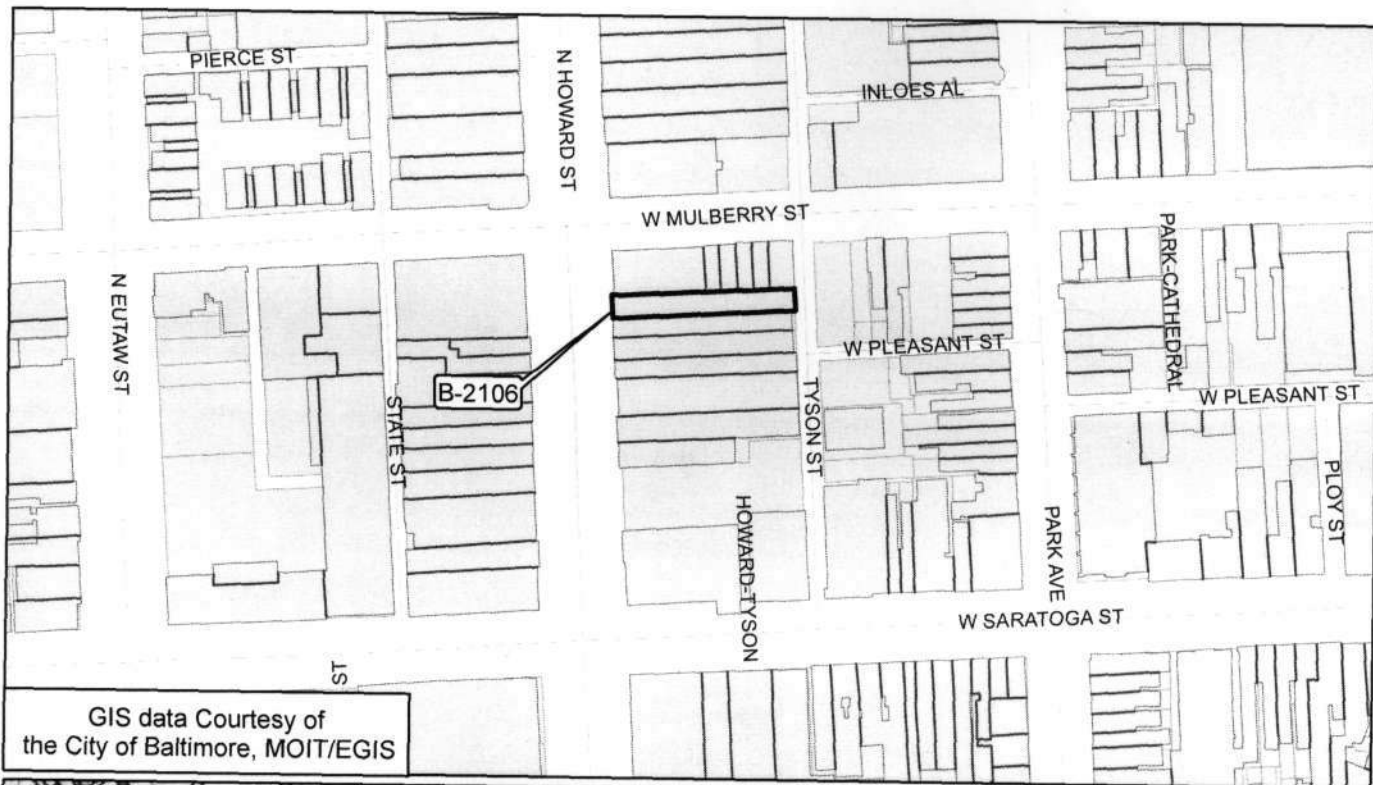 PIERCE ST
N HOWARD ST
INLOES AL
W MULBERRY ST
N EUTAW ST
PARK-CATHEDRAL
W PLEASANT ST
B-2106
STATE ST
TYSON ST
W PLEASANT ST
HOWARD-TYSON
PARK AVE
PLOY ST
W SARATOGA ST
ST
GIS data Courtesy of
the City of Baltimore, MOIT/EGIS